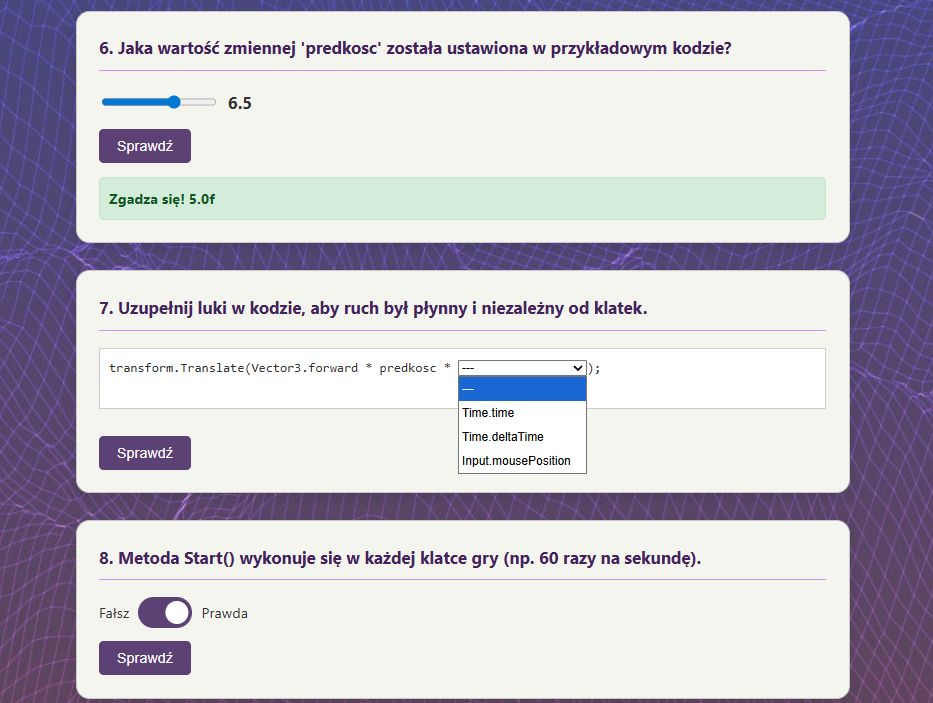 6. Jaka wartość zmiennej 'predkosc' została ustawiona w przykładowym kodzie?
6.5
Sprawdź
Zgadza się! 5.0f
7. Uzupełnij luki w kodzie, aby ruch był płynny i niezależny od klatek.
transform.Translate(Vector3.forward * predkosc * --- );
---
Time.time
Time.deltaTime
Input.mousePosition
Sprawdź
8. Metoda Start() wykonuje się w każdej klatce gry (np. 60 razy na sekundę).
Fałsz Prawda
Sprawdź